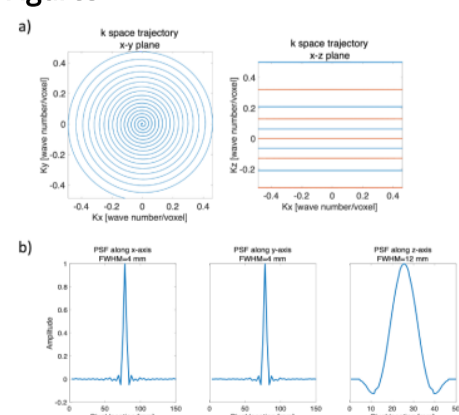 a)
k space trajectory
x-y plane
0.4
0.2
0
-0.2
-0.4
Ky [wave number/voxel]
-0.4 -0.2 0 0.2 0.4
Kx [wave number/voxel]
k space trajectory
x-z plane
0.4
0.2
0
-0.2
Kz [wave number/voxel]
-0.4 -0.2 0 0.2 0.4
Kx [wave number/voxel]
b)
PSF along x-axis
FWHM=4 mm
1
0.8
0.6
0.4
0.2
0
-0.2
Amplitude
0 50 100 150
PSF along y-axis
FWHM=4 mm
0 50 100 150
PSF along z-axis
FWHM=12 mm
0 10 20 30 40 50